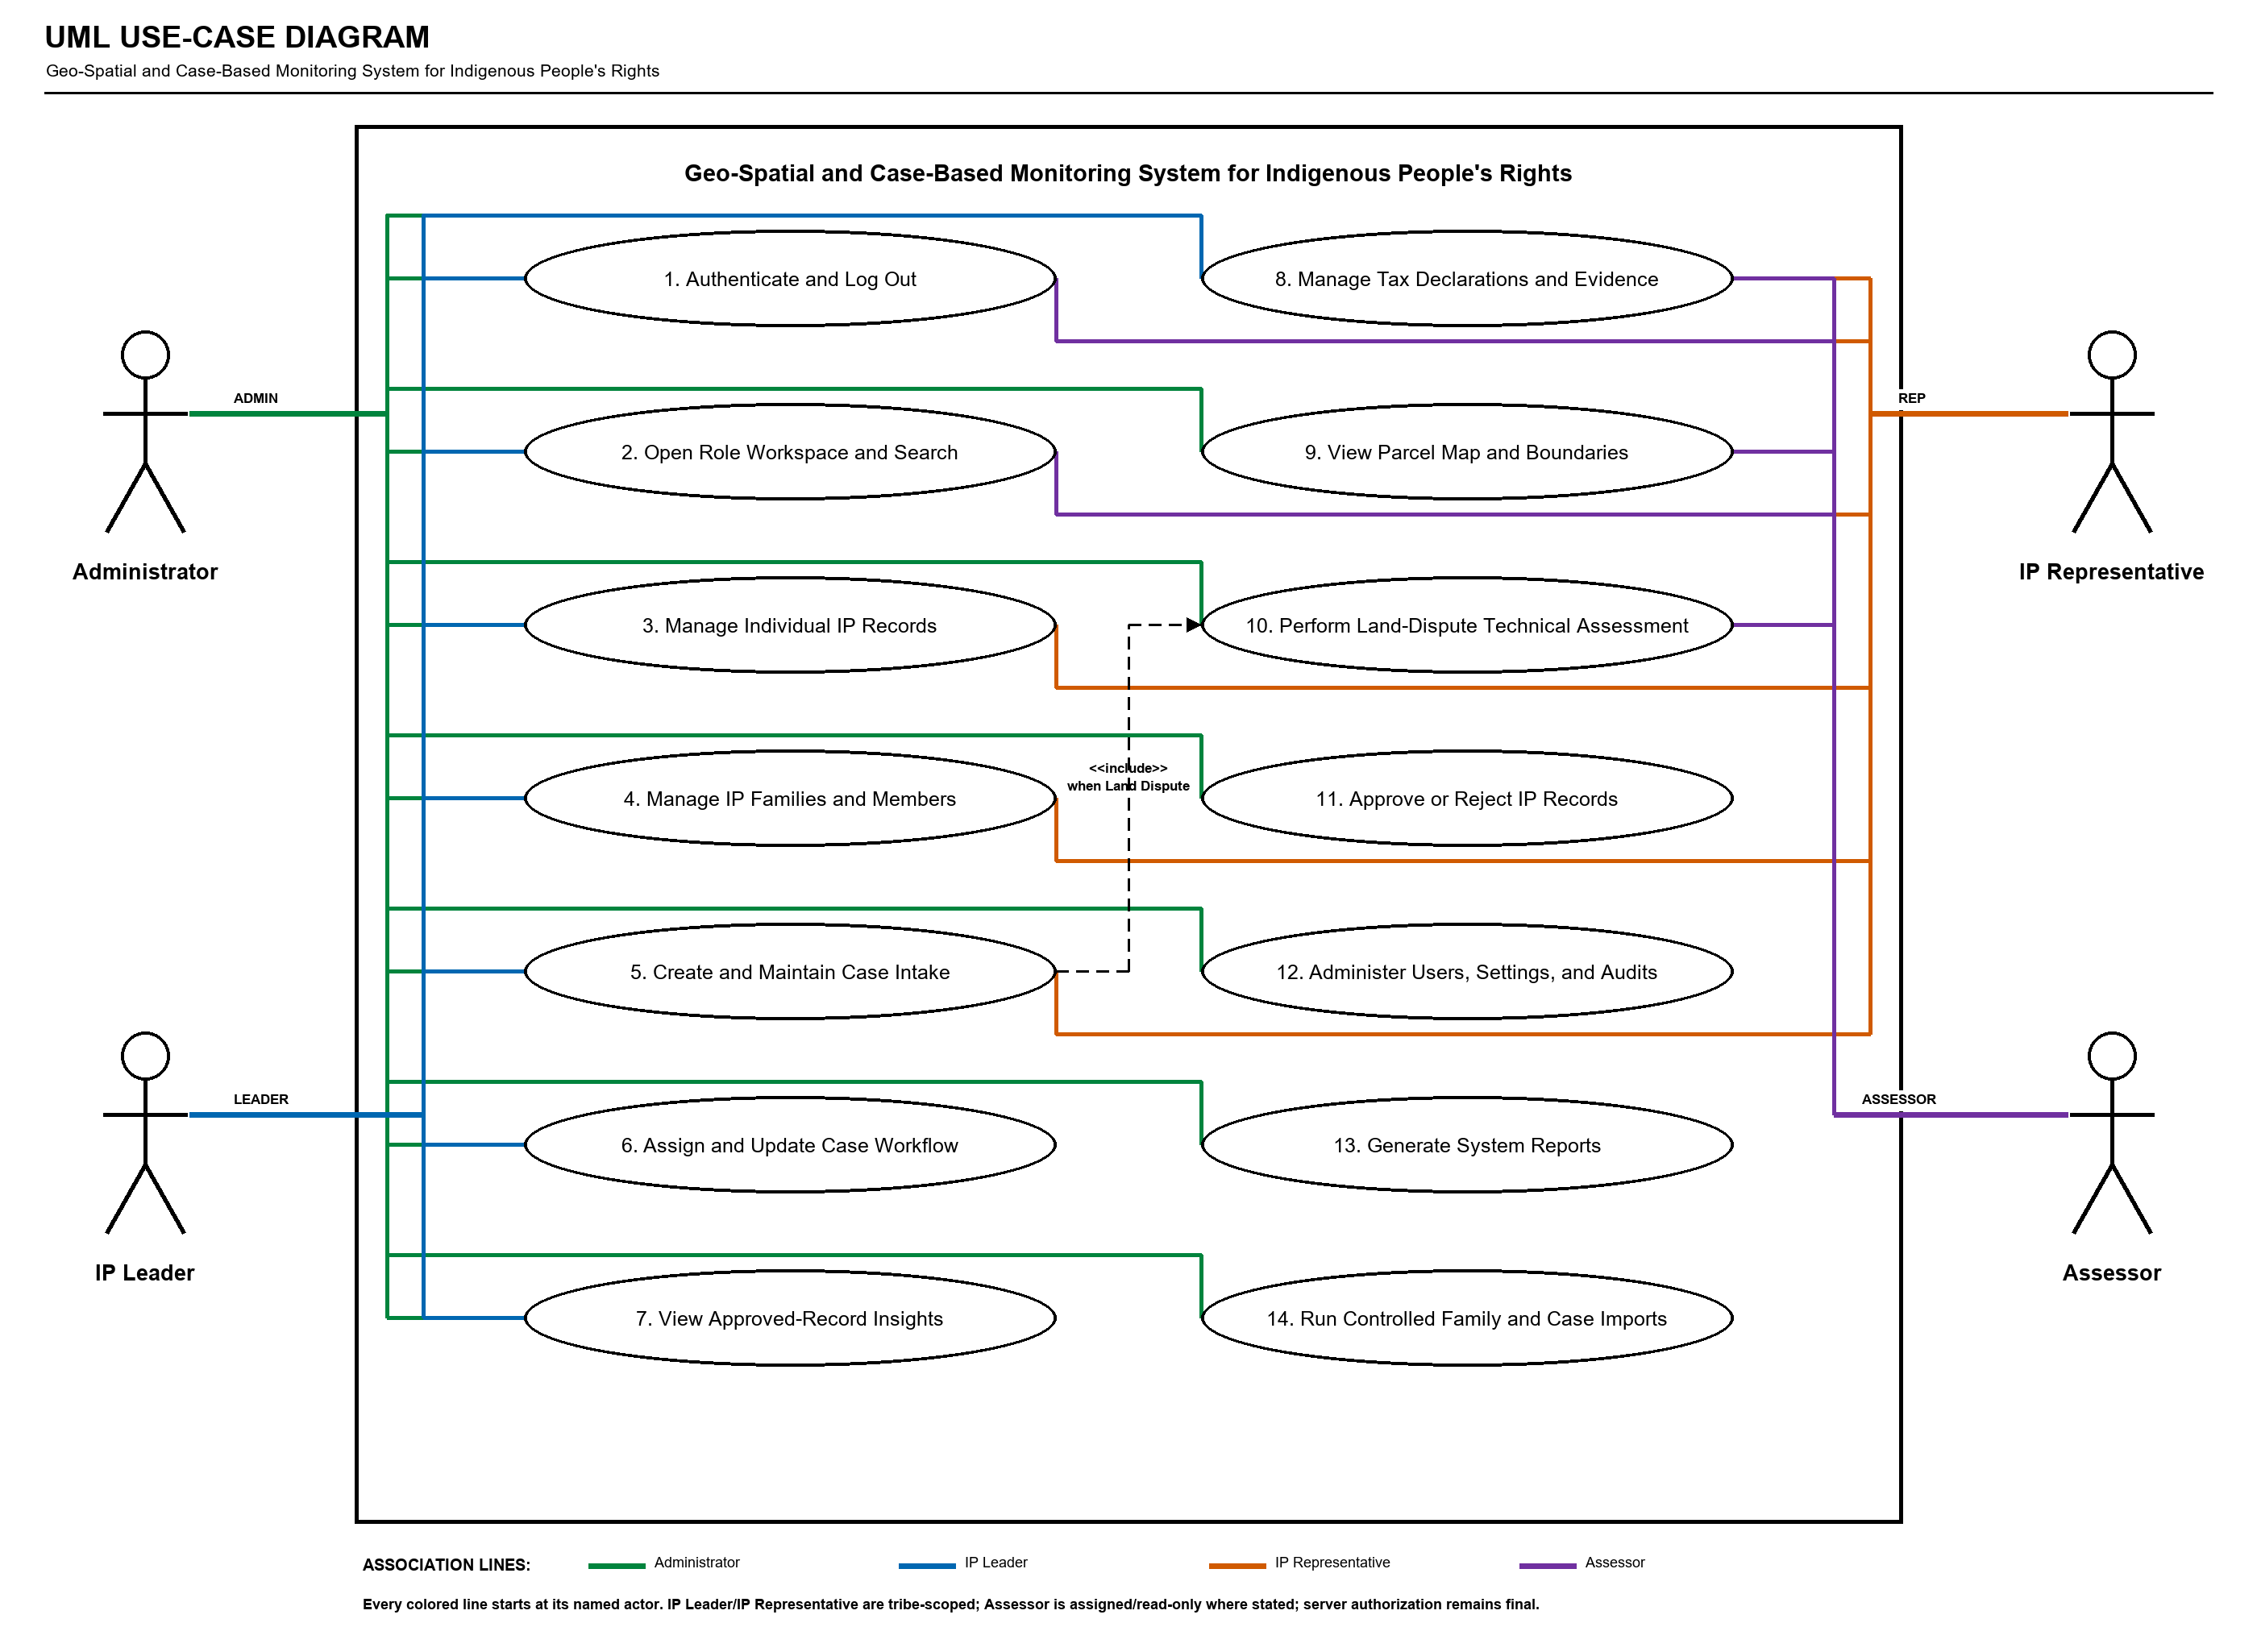 UML USE-CASE DIAGRAM
Geo-Spatial and Case-Based Monitoring System for Indigenous People's Rights
Geo-Spatial and Case-Based Monitoring System for Indigenous People's Rights
1. Authenticate and Log Out
8. Manage Tax Declarations and Evidence
ADMIN
REP
2. Open Role Workspace and Search
9. View Parcel Map and Boundaries
Administrator
IP Representative
3. Manage Individual IP Records
10. Perform Land-Dispute Technical Assessment
<<include>>
when Land Dispute
4. Manage IP Families and Members
11. Approve or Reject IP Records
5. Create and Maintain Case Intake
12. Administer Users, Settings, and Audits
LEADER
ASSESSOR
6. Assign and Update Case Workflow
13. Generate System Reports
IP Leader
Assessor
7. View Approved-Record Insights
14. Run Controlled Family and Case Imports
ASSOCIATION LINES:
Administrator
IP Leader
IP Representative
Assessor
Every colored line starts at its named actor. IP Leader/IP Representative are tribe-scoped; Assessor is assigned/read-only where stated; server authorization remains final.